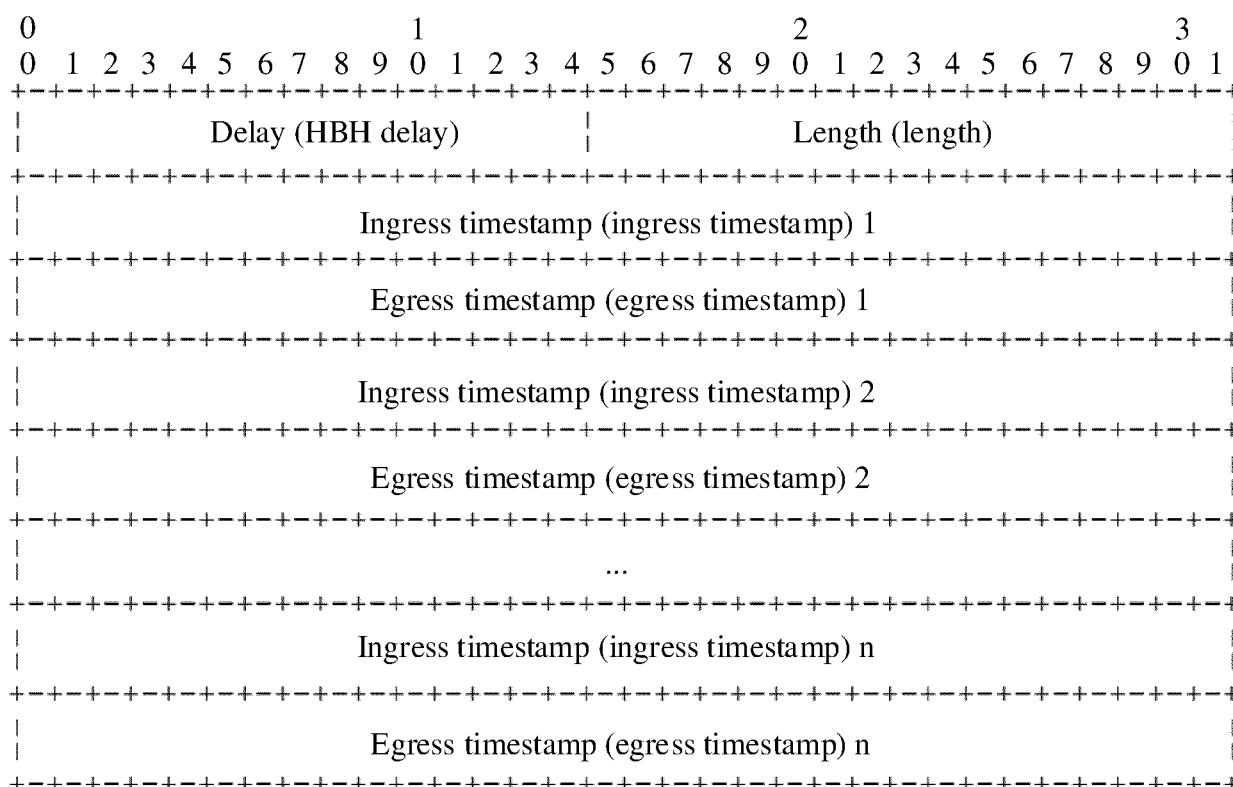 0 1 2 3
0 1 2 3 4 5 6 7 8 9 0 1 2 3 4 5 6 7 8 9 0 1 2 3 4 5 6 7 8 9 0 1
+-+-+-+-+-+-+-+-+-+-+-+-+-+-+-+-+-+-+-+-+-+-+-+-+-+-+-+-+-+-+-+-+
| Delay (HBH delay) | Length (length) |
+-+-+-+-+-+-+-+-+-+-+-+-+-+-+-+-+-+-+-+-+-+-+-+-+-+-+-+-+-+-+-+-+
| Ingress timestamp (ingress timestamp) 1 |
+-+-+-+-+-+-+-+-+-+-+-+-+-+-+-+-+-+-+-+-+-+-+-+-+-+-+-+-+-+-+-+-+
| Egress timestamp (egress timestamp) 1 |
+-+-+-+-+-+-+-+-+-+-+-+-+-+-+-+-+-+-+-+-+-+-+-+-+-+-+-+-+-+-+-+-+
| Ingress timestamp (ingress timestamp) 2 |
+-+-+-+-+-+-+-+-+-+-+-+-+-+-+-+-+-+-+-+-+-+-+-+-+-+-+-+-+-+-+-+-+
| Egress timestamp (egress timestamp) 2 |
+-+-+-+-+-+-+-+-+-+-+-+-+-+-+-+-+-+-+-+-+-+-+-+-+-+-+-+-+-+-+-+-+
| ... |
+-+-+-+-+-+-+-+-+-+-+-+-+-+-+-+-+-+-+-+-+-+-+-+-+-+-+-+-+-+-+-+-+
| Ingress timestamp (ingress timestamp) n |
+-+-+-+-+-+-+-+-+-+-+-+-+-+-+-+-+-+-+-+-+-+-+-+-+-+-+-+-+-+-+-+-+
| Egress timestamp (egress timestamp) n |
+-+-+-+-+-+-+-+-+-+-+-+-+-+-+-+-+-+-+-+-+-+-+-+-+-+-+-+-+-+-+-+-+